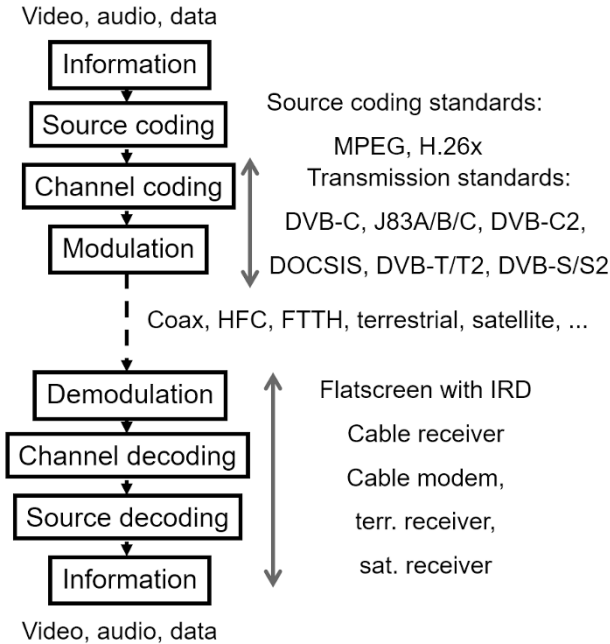 Video, audio, data
Information
Source coding
Source coding standards:
MPEG, H.26x
Channel coding
Transmission standards:
DVB-C, J83A/B/C, DVB-C2,
Modulation
DOCSIS, DVB-T/T2, DVB-S/S2
Coax, HFC, FTTH, terrestrial, satellite, ...
Demodulation
Flatscreen with IRD
Cable receiver
Channel decoding
Cable modem,
Source decoding
terr. receiver,
Information
sat. receiver
Video, audio, data